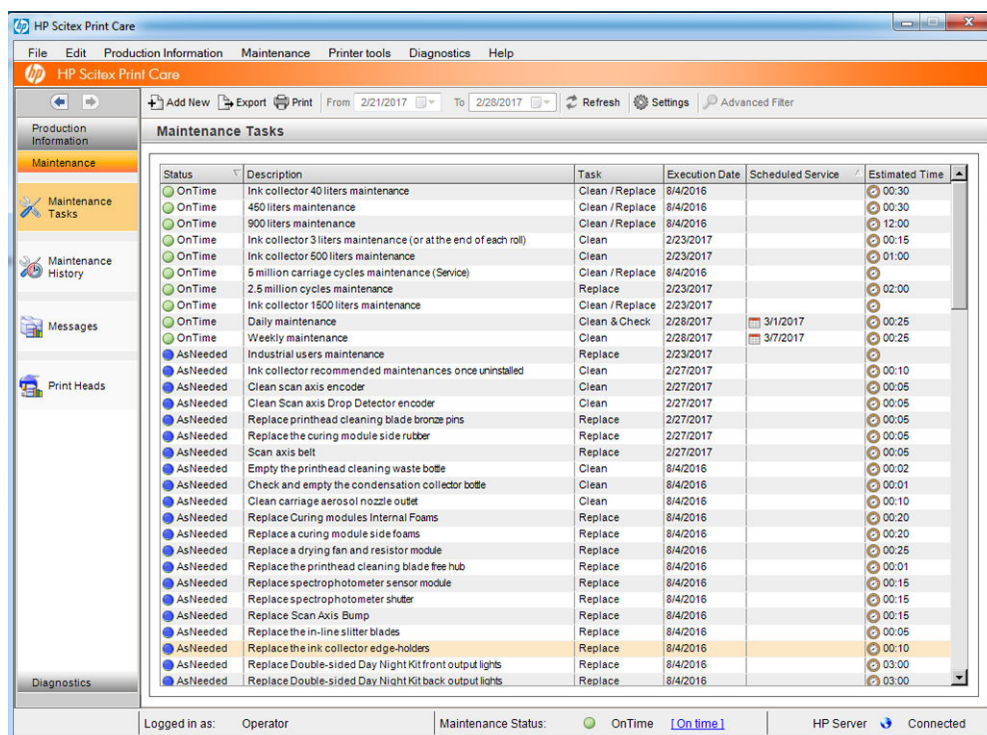 HP Scitex Print Care
File Edit Production Information Maintenance Printer tools Diagnostics Help
hp HP Scitex Print Care
Add New Export Print From 2/21/2017 To 2/28/2017 Refresh Settings Advanced Filter
Production Information
Maintenance
Maintenance Tasks
Maintenance History
Messages
Print Heads
Diagnostics
Maintenance Tasks
Status Description Task Execution Date Scheduled Service Estimated Time
OnTime Ink collector 40 liters maintenance Clean / Replace 8/4/2016 00:30
OnTime 450 liters maintenance Clean / Replace 8/4/2016 00:30
OnTime 900 liters maintenance Clean / Replace 8/4/2016 12:00
OnTime Ink collector 3 liters maintenance (or at the end of each roll) Clean 2/23/2017 00:15
OnTime Ink collector 500 liters maintenance Clean 2/23/2017 01:00
OnTime 5 million carriage cycles maintenance (Service) Clean / Replace 8/4/2016
OnTime 2.5 million cycles maintenance Replace 2/23/2017 02:00
OnTime Ink collector 1500 liters maintenance Clean / Replace 2/23/2017
OnTime Daily maintenance Clean & Check 2/28/2017 3/1/2017 00:25
OnTime Weekly maintenance Clean 2/28/2017 3/7/2017 00:25
AsNeeded Industrial users maintenance Replace 2/23/2017
AsNeeded Ink collector recommended maintenances once uninstalled Clean 2/27/2017 00:10
AsNeeded Clean scan axis encoder Clean 2/27/2017 00:05
AsNeeded Clean Scan axis Drop Detector encoder Clean 2/27/2017 00:05
AsNeeded Replace printhead cleaning blade bronze pins Replace 2/27/2017 00:05
AsNeeded Replace the curing module side rubber Replace 2/27/2017 00:05
AsNeeded Scan axis belt Replace 2/27/2017 00:05
AsNeeded Empty the printhead cleaning waste bottle Clean 8/4/2016 00:02
AsNeeded Check and empty the condensation collector bottle Clean 8/4/2016 00:01
AsNeeded Clean carriage aerosol nozzle outlet Clean 8/4/2016 00:10
AsNeeded Replace Curing modules Internal Foams Replace 8/4/2016 00:20
AsNeeded Replace a curing module side foams Replace 8/4/2016 00:20
AsNeeded Replace a drying fan and resistor module Replace 8/4/2016 00:25
AsNeeded Replace the printhead cleaning blade free hub Replace 8/4/2016 00:01
AsNeeded Replace spectrophotometer sensor module Replace 8/4/2016 00:15
AsNeeded Replace spectrophotometer shutter Replace 8/4/2016 00:15
AsNeeded Replace Scan Axis Bump Replace 8/4/2016 00:15
AsNeeded Replace the in-line slitter blades Replace 8/4/2016 00:05
AsNeeded Replace the ink collector edge-holders Replace 8/4/2016 00:10
AsNeeded Replace Double-sided Day Night Kit front output lights Replace 8/4/2016 03:00
AsNeeded Replace Double-sided Day Night Kit back output lights Replace 8/4/2016 03:00
Logged in as: Operator Maintenance Status: OnTime [ On time ] HP Server Connected